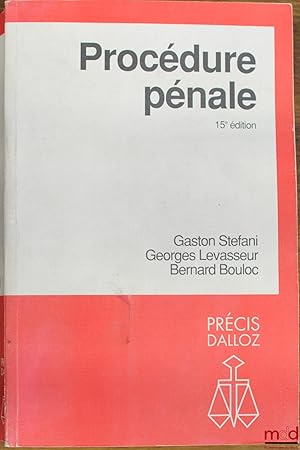 Procédure
pénale
15e édition
Gaston Stefani
Georges Levasseur
Bernard Bouloc
PRÉCIS
DALLOZ